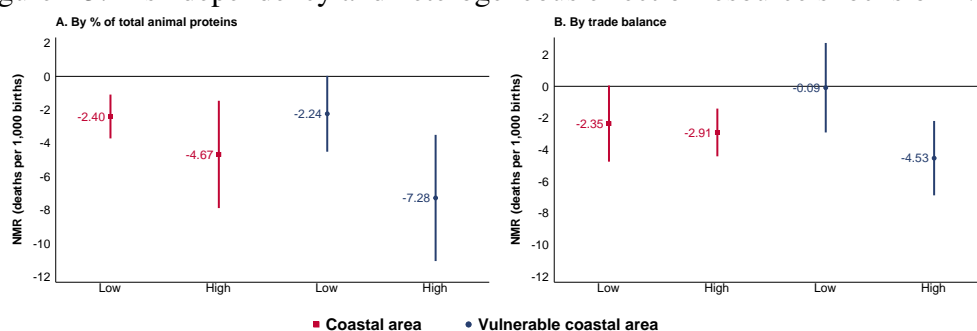 A. By % of total animal proteins
B. By trade balance
NMR (deaths per 1,000 births)
2
0
-2
-4
-6
-8
-10
-12
-2.40
-4.67
-2.24
-7.28
Low
High
Low
High
NMR (deaths per 1,000 births)
2
0
-2
-4
-6
-8
-10
-12
-2.35
-2.91
-0.09
-4.53
Low
High
Low
High
Coastal area
Vulnerable coastal area